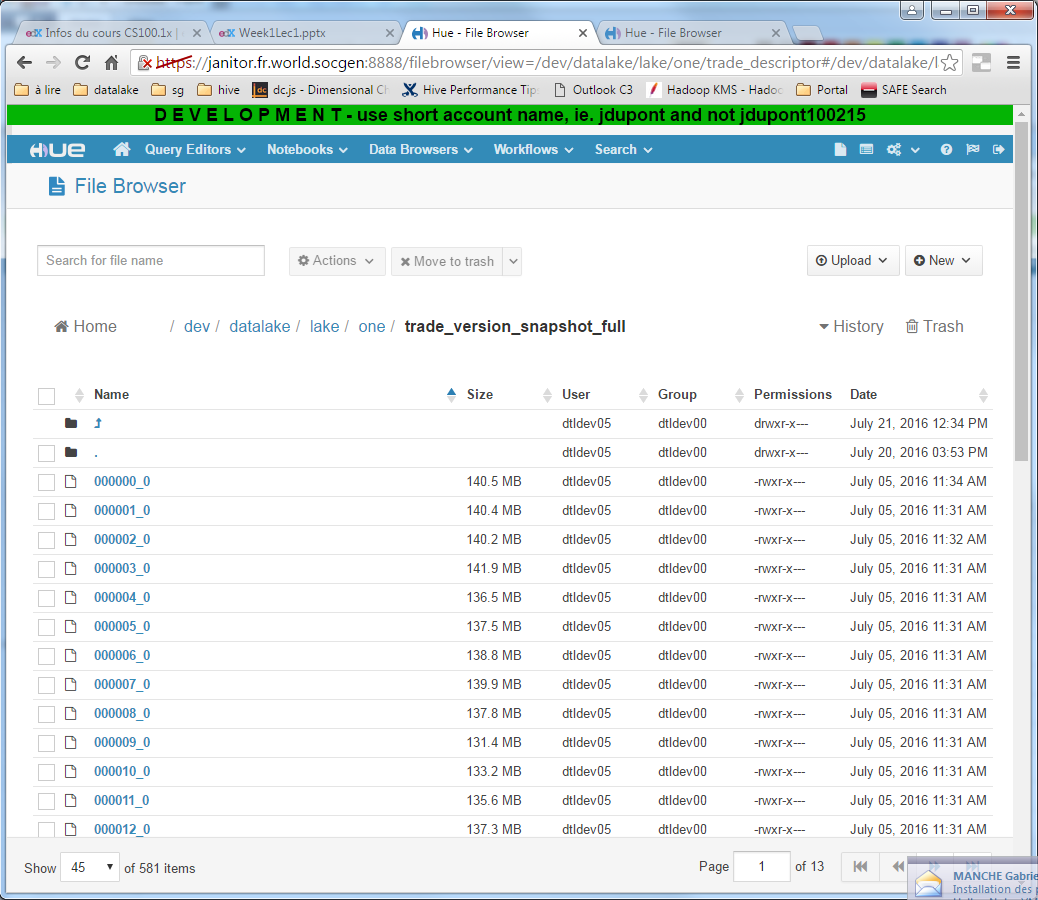 edX Infos du cours CS100.1x |
edX Week1Lec1.pptx
Hue - File Browser
Hue - File Browser
https://janitor.fr.world.socgen:8888/filebrowser/view=/dev/datalake/lake/one/trade_descriptor#/dev/datalake/l
à lire datalake sg hive dc.js - Dimensional Ch Hive Performance Tip Outlook C3 Hadoop KMS - Hadoo Portal SAFE Search
D E V E L O P M E N T - use short account name, ie. jdupont and not jdupont100215
HUE Query Editors Notebooks Data Browsers Workflows Search
File Browser
Search for file name Actions Move to trash Upload New
Home / dev / datalake / lake / one / trade_version_snapshot_full History Trash
Name Size User Group Permissions Date
dtldev05 dtldev00 drwxr-x--- July 21, 2016 12:34 PM
. dtldev05 dtldev00 drwxr-x--- July 20, 2016 03:53 PM
000000_0 140.5 MB dtldev05 dtldev00 -rwxr-x--- July 05, 2016 11:34 AM
000001_0 140.4 MB dtldev05 dtldev00 -rwxr-x--- July 05, 2016 11:31 AM
000002_0 140.2 MB dtldev05 dtldev00 -rwxr-x--- July 05, 2016 11:32 AM
000003_0 141.9 MB dtldev05 dtldev00 -rwxr-x--- July 05, 2016 11:31 AM
000004_0 136.5 MB dtldev05 dtldev00 -rwxr-x--- July 05, 2016 11:31 AM
000005_0 137.5 MB dtldev05 dtldev00 -rwxr-x--- July 05, 2016 11:31 AM
000006_0 138.8 MB dtldev05 dtldev00 -rwxr-x--- July 05, 2016 11:31 AM
000007_0 139.9 MB dtldev05 dtldev00 -rwxr-x--- July 05, 2016 11:31 AM
000008_0 137.8 MB dtldev05 dtldev00 -rwxr-x--- July 05, 2016 11:31 AM
000009_0 131.4 MB dtldev05 dtldev00 -rwxr-x--- July 05, 2016 11:31 AM
000010_0 133.2 MB dtldev05 dtldev00 -rwxr-x--- July 05, 2016 11:31 AM
000011_0 135.6 MB dtldev05 dtldev00 -rwxr-x--- July 05, 2016 11:31 AM
000012_0 137.3 MB dtldev05 dtldev00 -rwxr-x--- July 05, 2016 11:31 AM
Show 45 of 581 items Page 1 of 13
MANCHE Gabrie
Installation des p